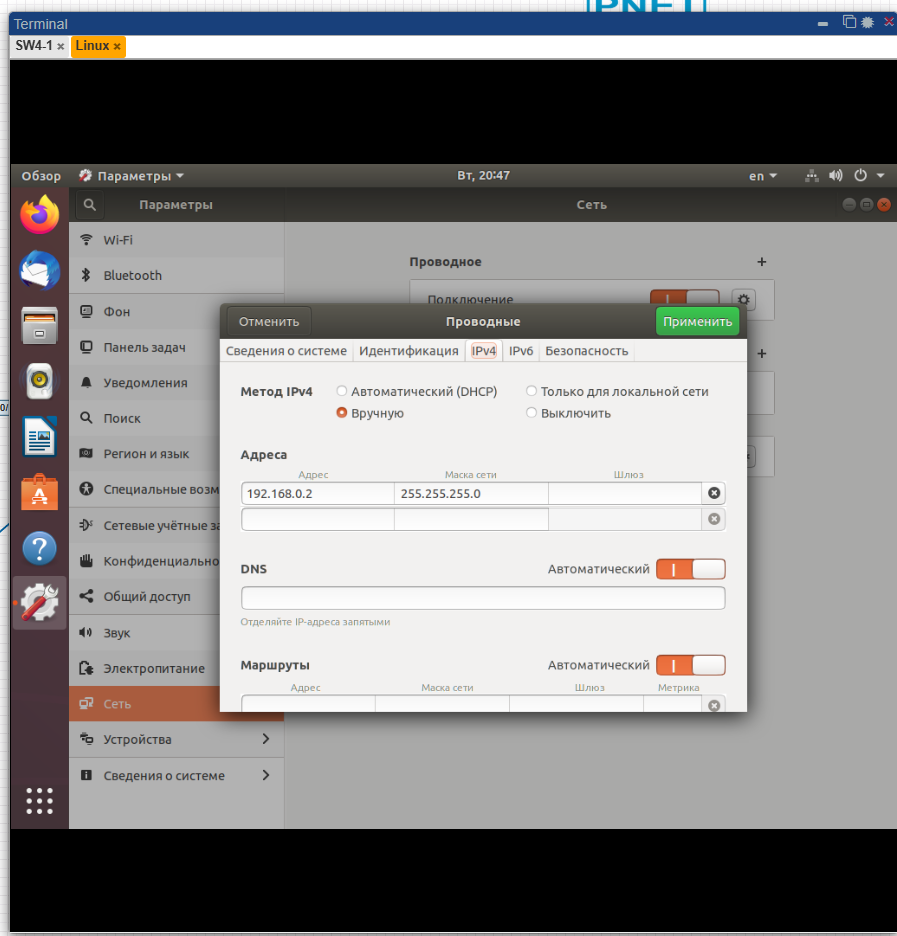 PNET
Terminal
SW4-1 × Linux ×
Обзор Параметры Вт, 20:47 en
Параметры Сеть
Wi-Fi
Bluetooth
Фон
Панель задач
Уведомления
Поиск
Регион и язык
Специальные возм
Сетевые учётные за
Конфиденциально
Общий доступ
Звук
Электропитание
Сеть
Устройства
Сведения о системе
Проводное +
Подключение
+
Отменить Проводные Применить
Сведения о системе Идентификация IPv4 IPv6 Безопасность
Метод IPv4 Автоматический (DHCP) Только для локальной сети
Вручную Выключить
Адреса
Адрес Маска сети Шлюз
192.168.0.2 255.255.255.0
DNS Автоматический
Отделяйте IP-адреса запятыми
Маршруты Автоматический
Адрес Маска сети Шлюз Метрика